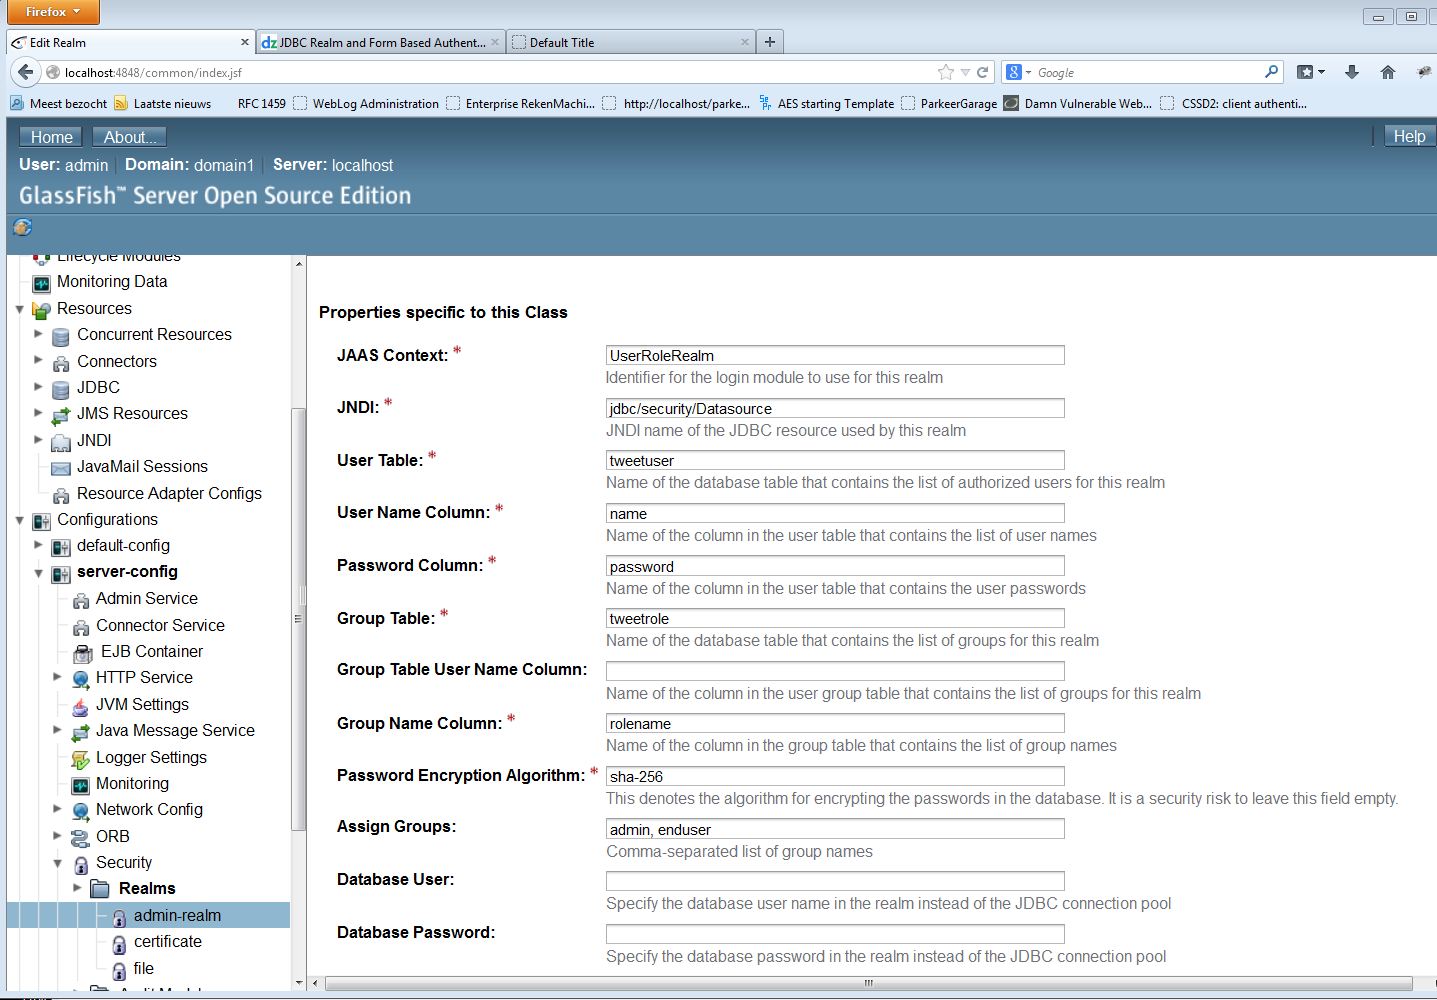 Firefox
Edit Realm
dz JDBC Realm and Form Based Authent...
Default Title
localhost:4848/common/index.jsf
Google
Meest bezocht
Laatste nieuws
RFC 1459
WebLog Administration
Enterprise RekenMachi...
http://localhost/parke...
AES starting Template
ParkeerGarage
Damn Vulnerable Web...
CSSD2: client authenti...
Home
About...
Help
User: admin
Domain: domain1
Server: localhost
GlassFish™ Server Open Source Edition
Lifecycle Modules
Monitoring Data
Resources
Concurrent Resources
Connectors
JDBC
JMS Resources
JNDI
JavaMail Sessions
Resource Adapter Configs
Configurations
default-config
server-config
Admin Service
Connector Service
EJB Container
HTTP Service
JVM Settings
Java Message Service
Logger Settings
Monitoring
Network Config
ORB
Security
Realms
admin-realm
certificate
file
Properties specific to this Class
JAAS Context: * UserRoleRealm
Identifier for the login module to use for this realm
JNDI: * jdbc/security/Datasource
JNDI name of the JDBC resource used by this realm
User Table: * tweetuser
Name of the database table that contains the list of authorized users for this realm
User Name Column: * name
Name of the column in the user table that contains the list of user names
Password Column: * password
Name of the column in the user table that contains the user passwords
Group Table: * tweetrole
Name of the database table that contains the list of groups for this realm
Group Table User Name Column:
Name of the column in the user group table that contains the list of groups for this realm
Group Name Column: * rolename
Name of the column in the group table that contains the list of group names
Password Encryption Algorithm: * sha-256
This denotes the algorithm for encrypting the passwords in the database. It is a security risk to leave this field empty.
Assign Groups: admin, enduser
Comma-separated list of group names
Database User:
Specify the database user name in the realm instead of the JDBC connection pool
Database Password:
Specify the database password in the realm instead of the JDBC connection pool